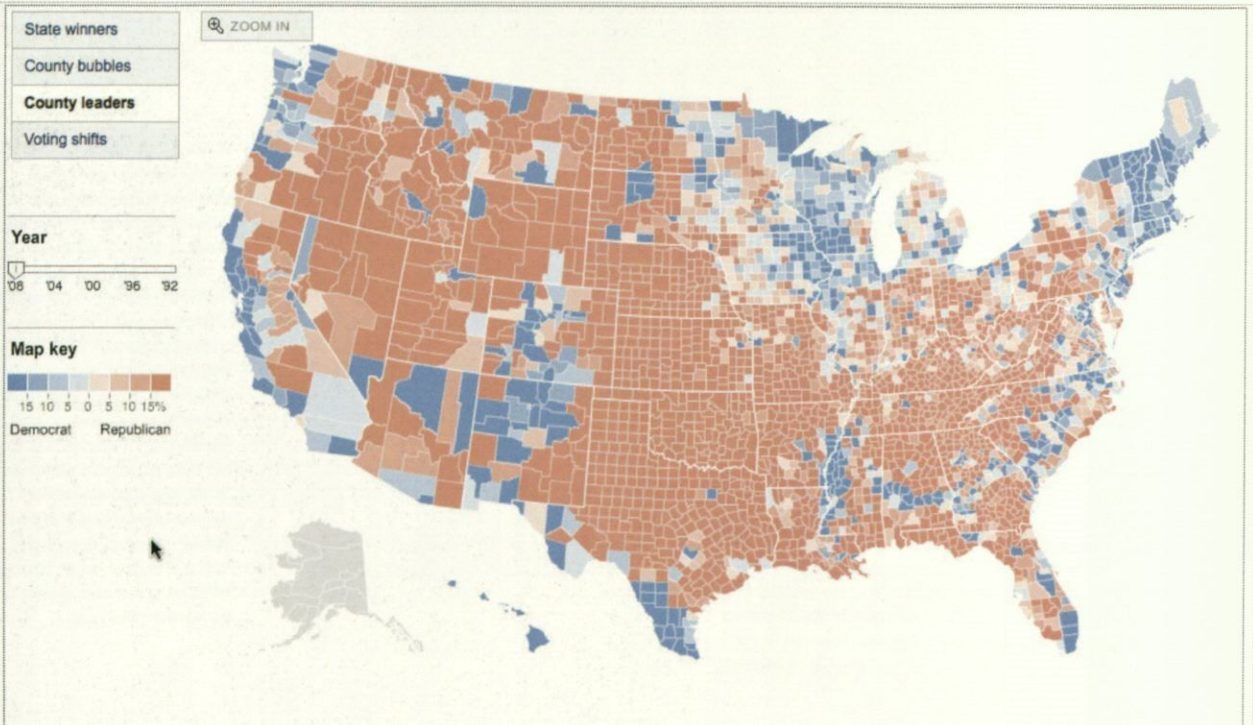 State winners
County bubbles
County leaders
Voting shifts
ZOOM IN
Year
'08 '04 '00 '96 '92
Map key
15 10 5 0 5 10 15%
Democrat Republican